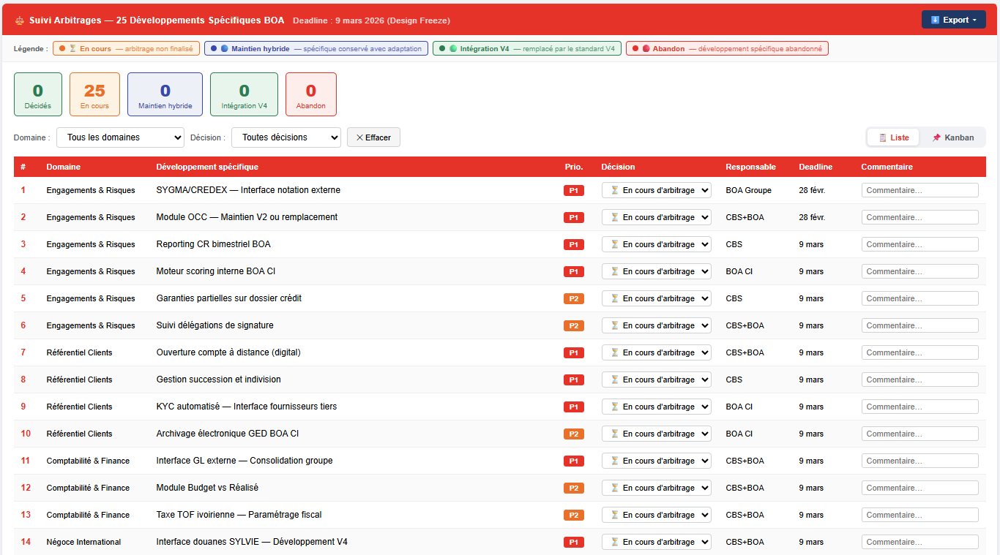 Suivi Arbitrages — 25 Développements Spécifiques BOA Deadline : 9 mars 2026 (Design Freeze) Export
Légende : En cours — arbitrage non finalisé Maintien hybride — spécifique conservé avec adaptation Intégration V4 — remplacé par le standard V4 Abandon — développement spécifique abandonné
0 25 0 0 0
Décidés En cours Maintien hybride Intégration V4 Abandon
Domaine : Tous les domaines Décision : Toutes décisions ✕ Effacer Liste Kanban
# Domaine Développement spécifique Prio. Décision Responsable Deadline Commentaire
1 Engagements & Risques SYGMA/CREDEX — Interface notation externe P1 En cours d'arbitrage BOA Groupe 28 févr. Commentaire...
2 Engagements & Risques Module OCC — Maintien V2 ou remplacement P1 En cours d'arbitrage CBS+BOA 28 févr. Commentaire...
3 Engagements & Risques Reporting CR bimestriel BOA P1 En cours d'arbitrage CBS 9 mars Commentaire...
4 Engagements & Risques Moteur scoring interne BOA CI P1 En cours d'arbitrage BOA CI 9 mars Commentaire...
5 Engagements & Risques Garanties partielles sur dossier crédit P2 En cours d'arbitrage CBS 9 mars Commentaire...
6 Engagements & Risques Suivi délégations de signature P2 En cours d'arbitrage CBS+BOA 9 mars Commentaire...
7 Référentiel Clients Ouverture compte à distance (digital) P1 En cours d'arbitrage CBS+BOA 9 mars Commentaire...
8 Référentiel Clients Gestion succession et indivision P1 En cours d'arbitrage CBS 9 mars Commentaire...
9 Référentiel Clients KYC automatisé — Interface fournisseurs tiers P1 En cours d'arbitrage BOA CI 9 mars Commentaire...
10 Référentiel Clients Archivage électronique GED BOA CI P2 En cours d'arbitrage BOA CI 9 mars Commentaire...
11 Comptabilité & Finance Interface GL externe — Consolidation groupe P1 En cours d'arbitrage CBS+BOA 9 mars Commentaire...
12 Comptabilité & Finance Module Budget vs Réalisé P2 En cours d'arbitrage CBS+BOA 9 mars Commentaire...
13 Comptabilité & Finance Taxe TOF ivoirienne — Paramétrage fiscal P2 En cours d'arbitrage CBS+BOA 9 mars Commentaire...
14 Négoce International Interface douanes SYLVIE — Développement V4 P1 En cours d'arbitrage CBS+BOA 9 mars Commentaire...